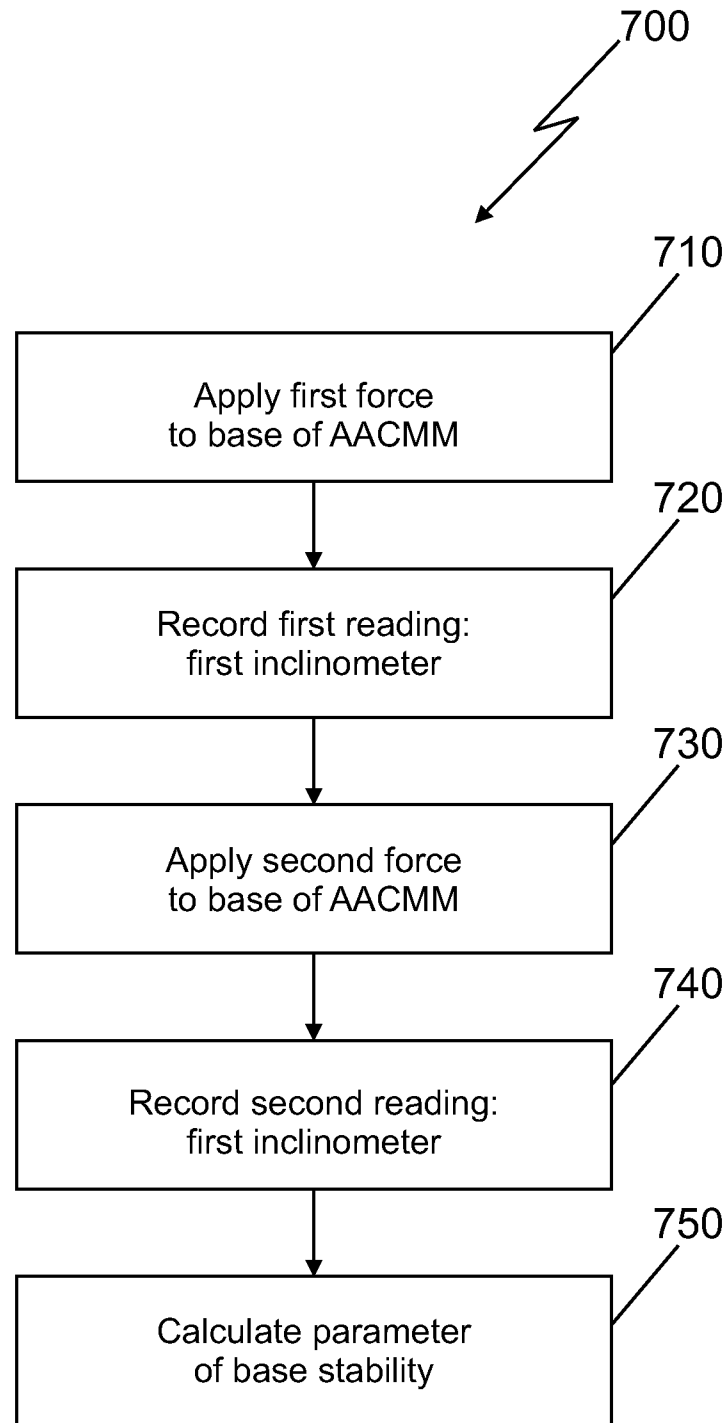 700
710
Apply first force
to base of AACMM
720
Record first reading:
first inclinometer
730
Apply second force
to base of AACMM
740
Record second reading:
first inclinometer
750
Calculate parameter
of base stability